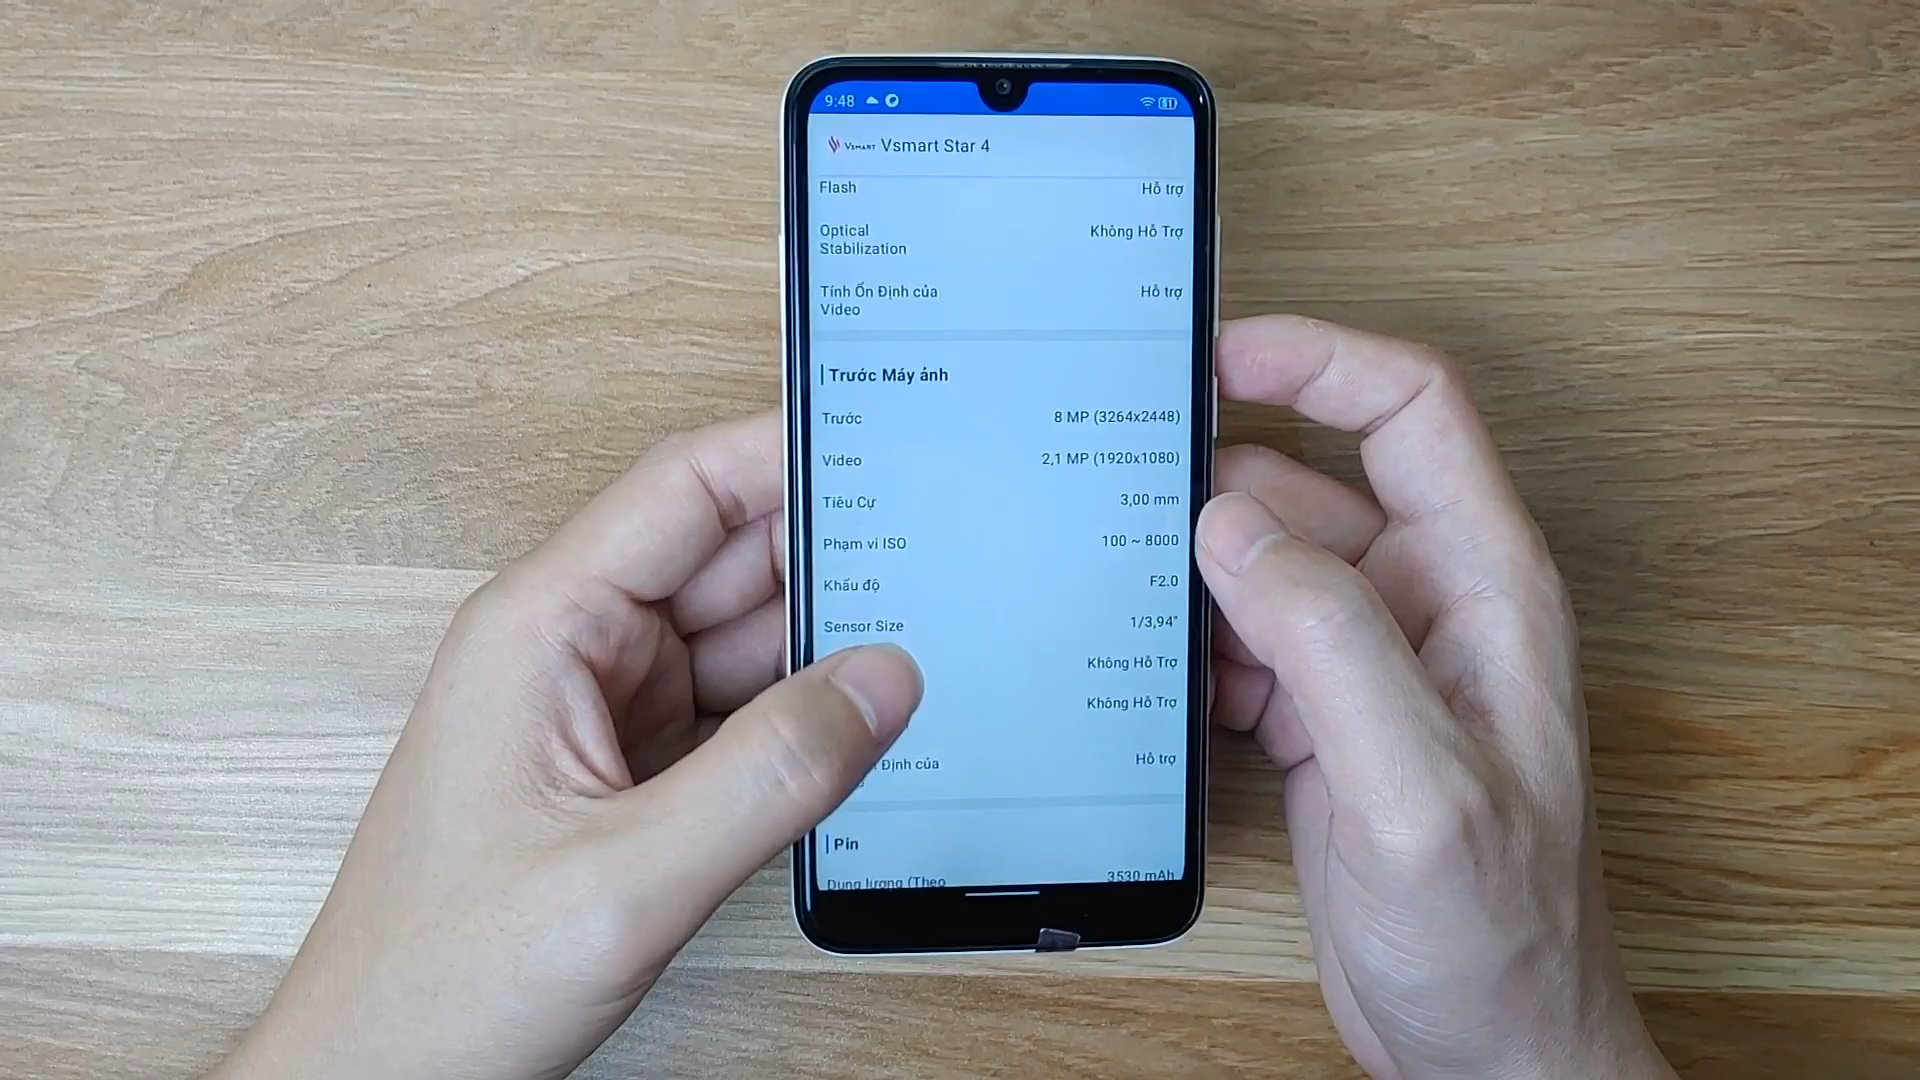 9:48 51
VSMART Vsmart Star 4
Flash Hỗ trợ
Optical Không Hỗ Trợ
Stabilization
Tính Ổn Định của Hỗ trợ
Video
Trước Máy ảnh
Trước 8 MP (3264x2448)
Video 2,1 MP (1920x1080)
Tiêu Cự 3,00 mm
Phạm vi ISO 100 ~ 8000
Khẩu độ F2.0
Sensor Size 1/3,94"
Không Hỗ Trợ
Không Hỗ Trợ
Định của Hỗ trợ
Pin
Dung lượng (Theo 3530 mAh